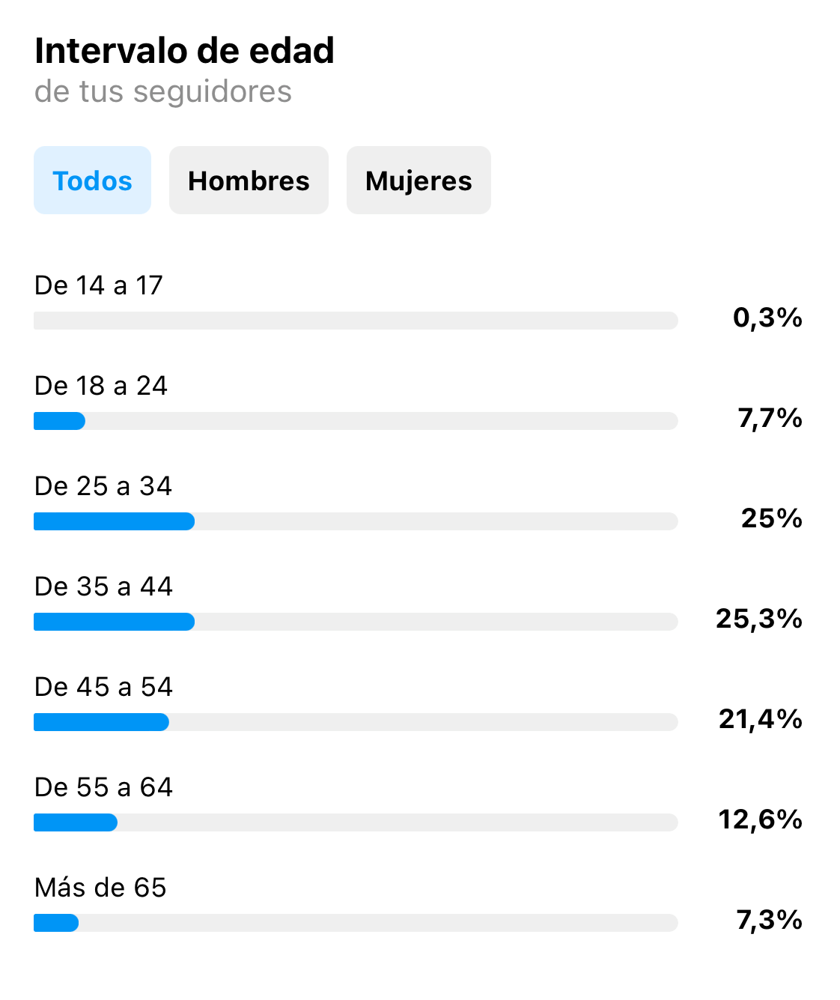 Intervalo de edad
de tus seguidores
Todos Hombres Mujeres
De 14 a 17
0,3%
De 18 a 24
7,7%
De 25 a 34
25%
De 35 a 44
25,3%
De 45 a 54
21,4%
De 55 a 64
12,6%
Más de 65
7,3%